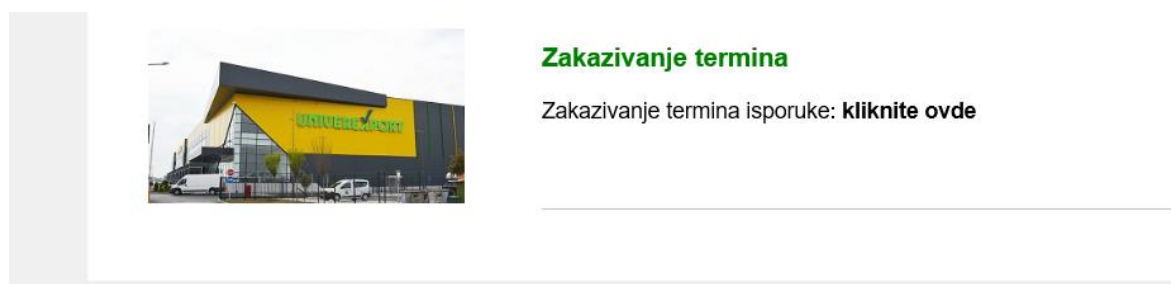 UNIVEREXPORT
Zakazivanje termina
Zakazivanje termina isporuke: kliknite ovde